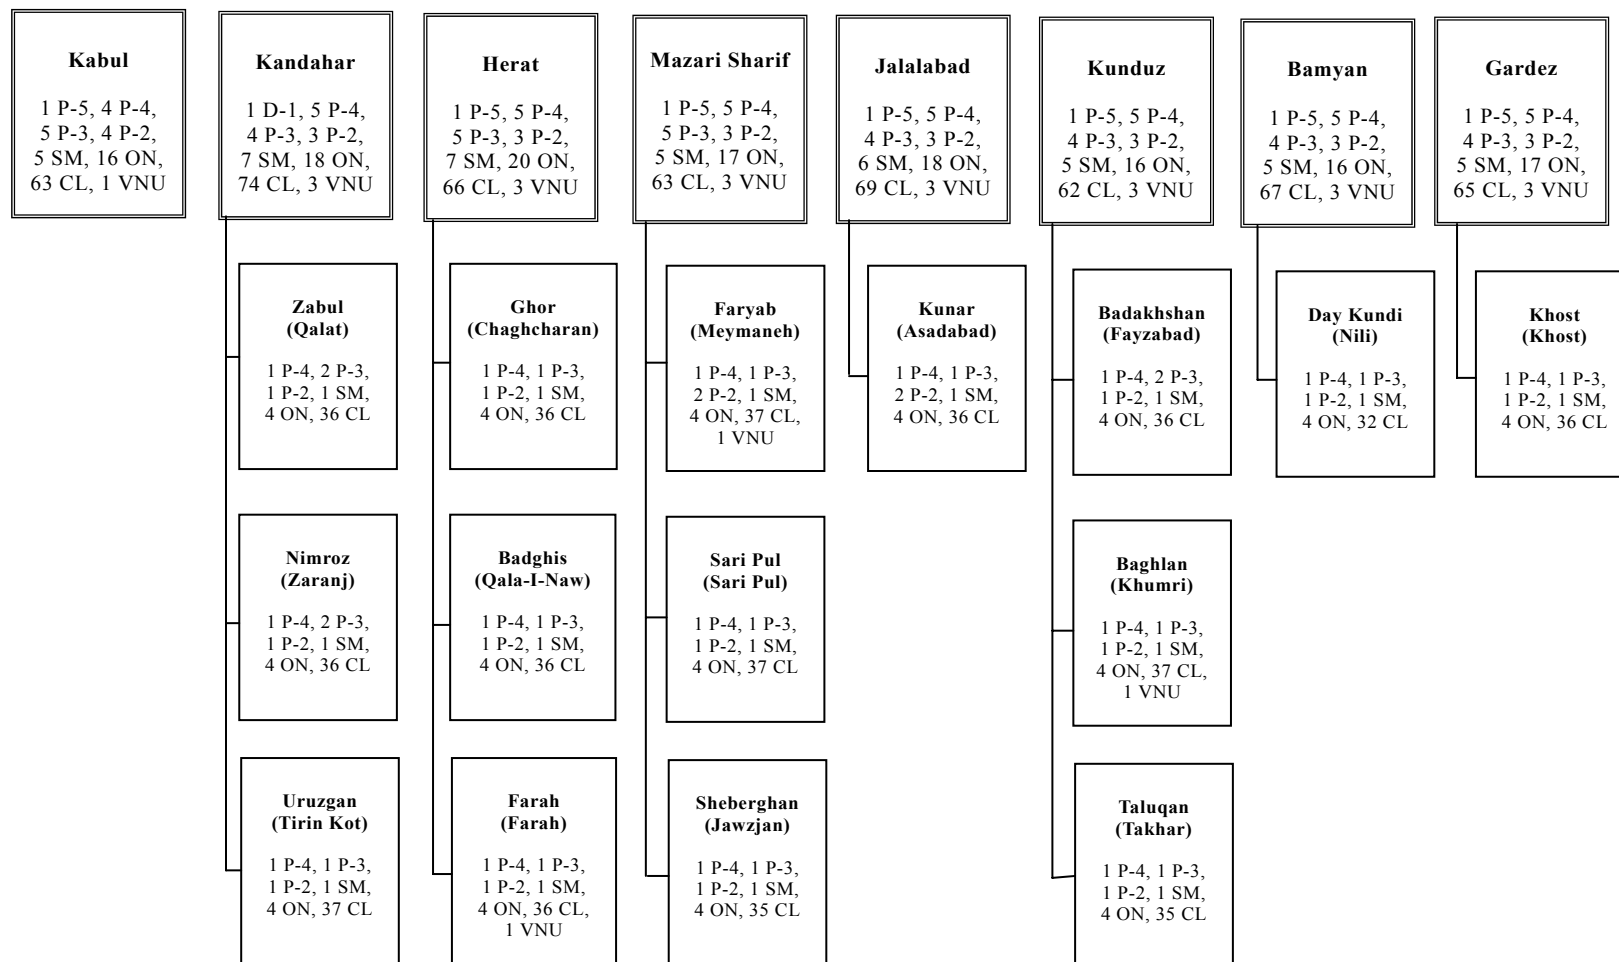 Kabul
1 P-5, 4 P-4,
5 P-3, 4 P-2,
5 SM, 16 ON,
63 CL, 1 VNU
Kandahar
1 D-1, 5 P-4,
4 P-3, 3 P-2,
7 SM, 18 ON,
74 CL, 3 VNU
Herat
1 P-5, 5 P-4,
5 P-3, 3 P-2,
7 SM, 20 ON,
66 CL, 3 VNU
Mazari Sharif
1 P-5, 5 P-4,
5 P-3, 3 P-2,
5 SM, 17 ON,
63 CL, 3 VNU
Jalalabad
1 P-5, 5 P-4,
4 P-3, 3 P-2,
6 SM, 18 ON,
69 CL, 3 VNU
Kunduz
1 P-5, 5 P-4,
4 P-3, 3 P-2,
5 SM, 16 ON,
62 CL, 3 VNU
Bamyan
1 P-5, 5 P-4,
4 P-3, 3 P-2,
5 SM, 16 ON,
67 CL, 3 VNU
Gardez
1 P-5, 5 P-4,
4 P-3, 3 P-2,
5 SM, 17 ON,
65 CL, 3 VNU
Zabul
(Qalat)
1 P-4, 2 P-3,
1 P-2, 1 SM,
4 ON, 36 CL
Ghor
(Chaghcharan)
1 P-4, 1 P-3,
1 P-2, 1 SM,
4 ON, 36 CL
Faryab
(Meymaneh)
1 P-4, 1 P-3,
2 P-2, 1 SM,
4 ON, 37 CL,
1 VNU
Kunar
(Asadabad)
1 P-4, 1 P-3,
2 P-2, 1 SM,
4 ON, 36 CL
Badakhshan
(Fayzabad)
1 P-4, 2 P-3,
1 P-2, 1 SM,
4 ON, 36 CL
Day Kundi
(Nili)
1 P-4, 1 P-3,
1 P-2, 1 SM,
4 ON, 32 CL
Khost
(Khost)
1 P-4, 1 P-3,
1 P-2, 1 SM,
4 ON, 36 CL
Nimroz
(Zaranj)
1 P-4, 2 P-3,
1 P-2, 1 SM,
4 ON, 36 CL
Badghis
(Qala-I-Naw)
1 P-4, 1 P-3,
1 P-2, 1 SM,
4 ON, 36 CL
Sari Pul
(Sari Pul)
1 P-4, 1 P-3,
1 P-2, 1 SM,
4 ON, 37 CL
Baghlan
(Khumri)
1 P-4, 1 P-3,
1 P-2, 1 SM,
4 ON, 37 CL,
1 VNU
Uruzgan
(Tirin Kot)
1 P-4, 1 P-3,
1 P-2, 1 SM,
4 ON, 37 CL
Farah
(Farah)
1 P-4, 1 P-3,
1 P-2, 1 SM,
4 ON, 36 CL,
1 VNU
Sheberghan
(Jawzjan)
1 P-4, 1 P-3,
1 P-2, 1 SM,
4 ON, 35 CL
Taluqan
(Takhar)
1 P-4, 1 P-3,
1 P-2, 1 SM,
4 ON, 35 CL